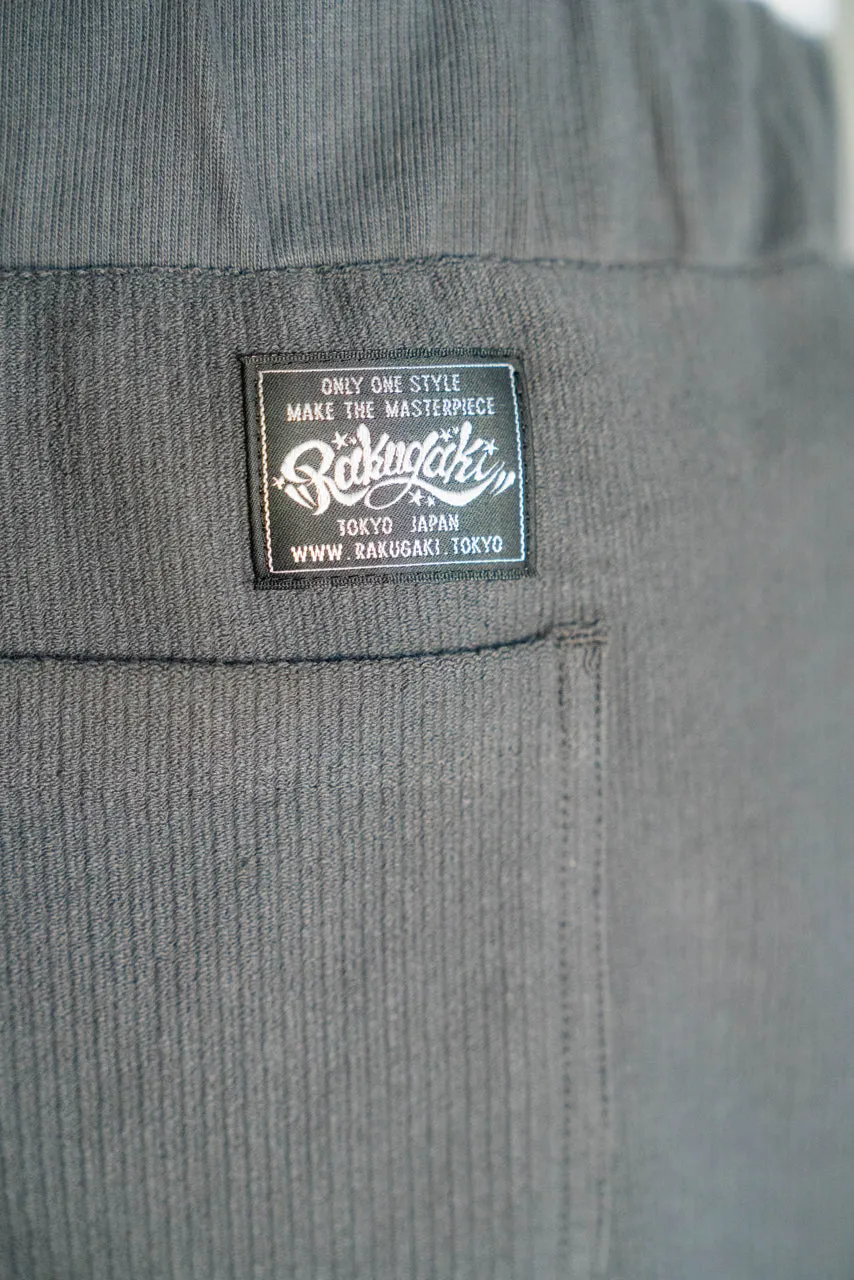 ONLY ONE STYLE
MAKE THE MASTERPIECE
Rakugaki
TOKYO JAPAN
WWW.RAKUGAKI.TOKYO